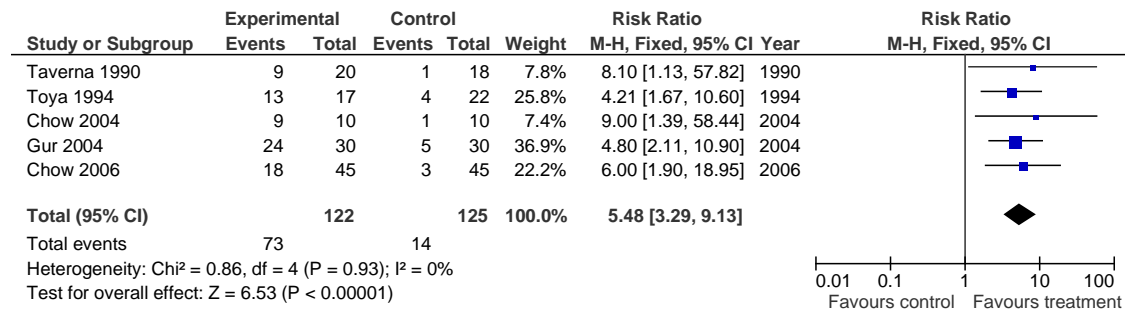 Experimental Control Risk Ratio Risk Ratio
Study or Subgroup Events Total Events Total Weight M-H, Fixed, 95% CI Year M-H, Fixed, 95% CI
Taverna 1990 9 20 1 18 7.8% 8.10 [1.13, 57.82] 1990
Toya 1994 13 17 4 22 25.8% 4.21 [1.67, 10.60] 1994
Chow 2004 9 10 1 10 7.4% 9.00 [1.39, 58.44] 2004
Gur 2004 24 30 5 30 36.9% 4.80 [2.11, 10.90] 2004
Chow 2006 18 45 3 45 22.2% 6.00 [1.90, 18.95] 2006
Total (95% CI) 122 125 100.0% 5.48 [3.29, 9.13]
Total events 73 14
Heterogeneity: Chi² = 0.86, df = 4 (P = 0.93); I² = 0%
Test for overall effect: Z = 6.53 (P < 0.00001)
0.01 0.1 1 10 100
Favours control Favours treatment